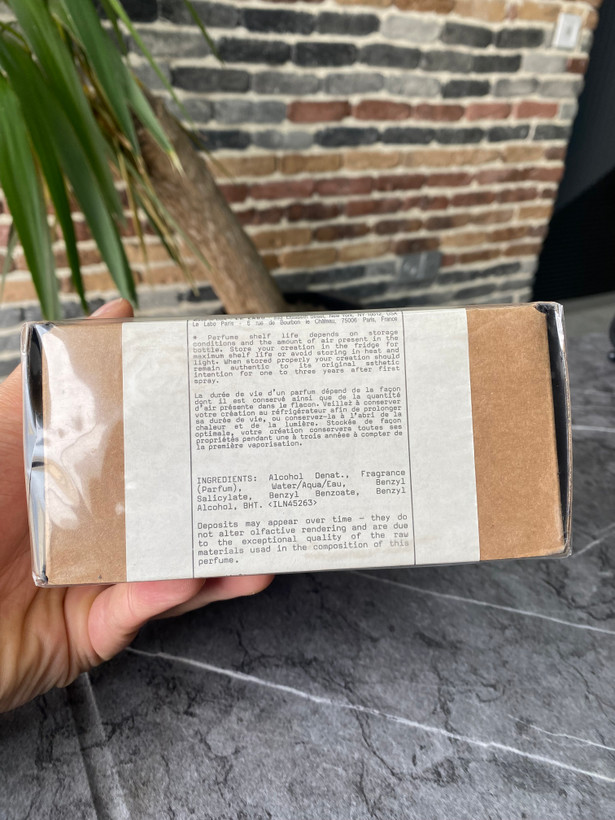 Le Labo Paris - 6 rue de Bourbon le Château, 75006 Paris, France
* Perfume shelf life depends on storage
conditions and the amount of air present in the
bottle. Store your creation in the fridge for
maximum shelf life or avoid storing in heat and
light. When stored properly your creation should
remain authentic to its original asthetic
intention for one to three years after first
spray.
La durée de vie d'un parfum dépend de la façon
dont il est conservé ainsi que de la quantité
d'air présente dans le flacon. Veillez à conserver
votre création au réfrigérateur afin de prolonger
sa durée de vie, ou conservez-la à l'abri de la
chaleur et de la lumière. Stockée de façon
optimale, votre création conservera toutes ses
propriétés pendant une à trois années à compter de
la première vaporisation.
INGREDIENTS: Alcohol Denat., Fragrance
(Parfum), Water/Aqua/Eau, Benzyl
Salicylate, Benzyl Benzoate, Benzyl
Alcohol, BHT. <ILN45263>
Deposits may appear over time - they do
not alter olfactive rendering and are due
to the exceptional quality of the raw
materials usad in the composition of this
perfume.